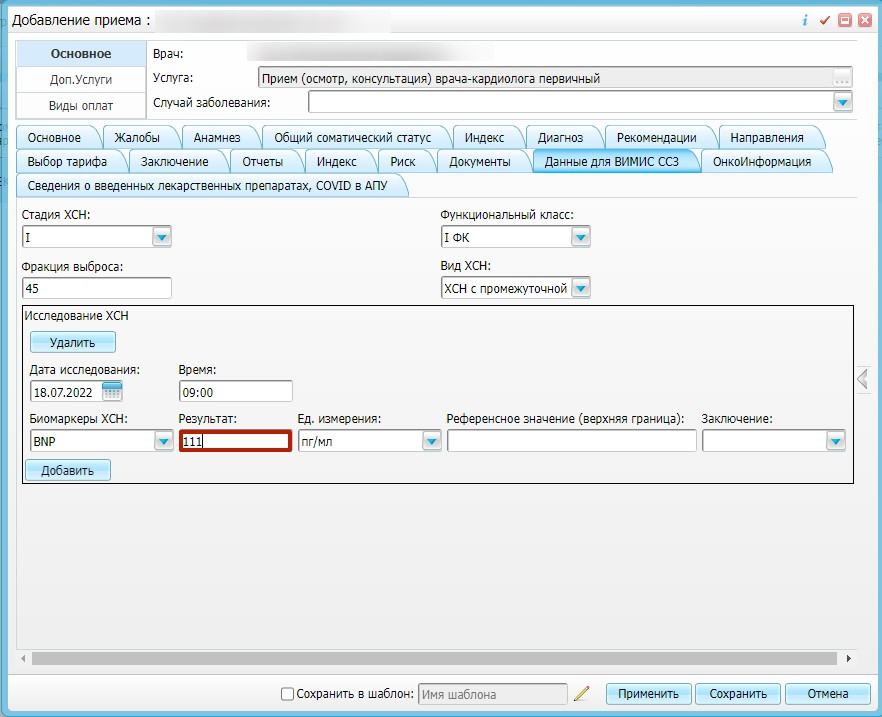 Добавление приема :
Основное
Доп.Услуги
Виды оплат
Врач:
Услуга: Прием (осмотр, консультация) врача-кардиолога первичный ...
Случай заболевания:
Основное Жалобы Анамнез Общий соматический статус Индекс Диагноз Рекомендации Направления
Выбор тарифа Заключение Отчеты Индекс Риск Документы Данные для ВИМИС ССЗ ОнкоИнформация
Сведения о введенных лекарственных препаратах, COVID в АПУ
Стадия ХСН: Функциональный класс:
I I ФК
Фракция выброса: Вид ХСН:
45 ХСН с промежуточной
Исследование ХСН
Удалить
Дата исследования: Время:
18.07.2022 09:00
Биомаркеры ХСН: Результат: Ед. измерения: Референсное значение (верхняя граница): Заключение:
BNP 111 пг/мл
Добавить
Сохранить в шаблон: Имя шаблона Применить Сохранить Отмена